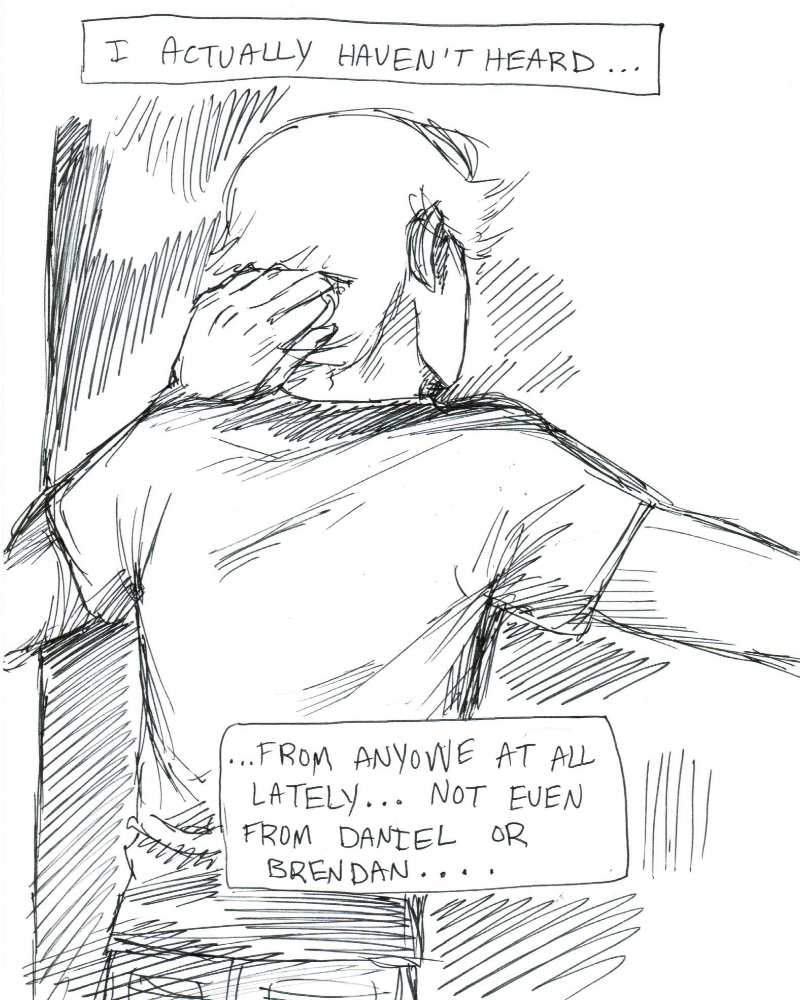 I ACTUALLY HAVEN'T HEARD...
...FROM ANYONE AT ALL
LATELY... NOT EVEN
FROM DANIEL OR
BRENDAN....